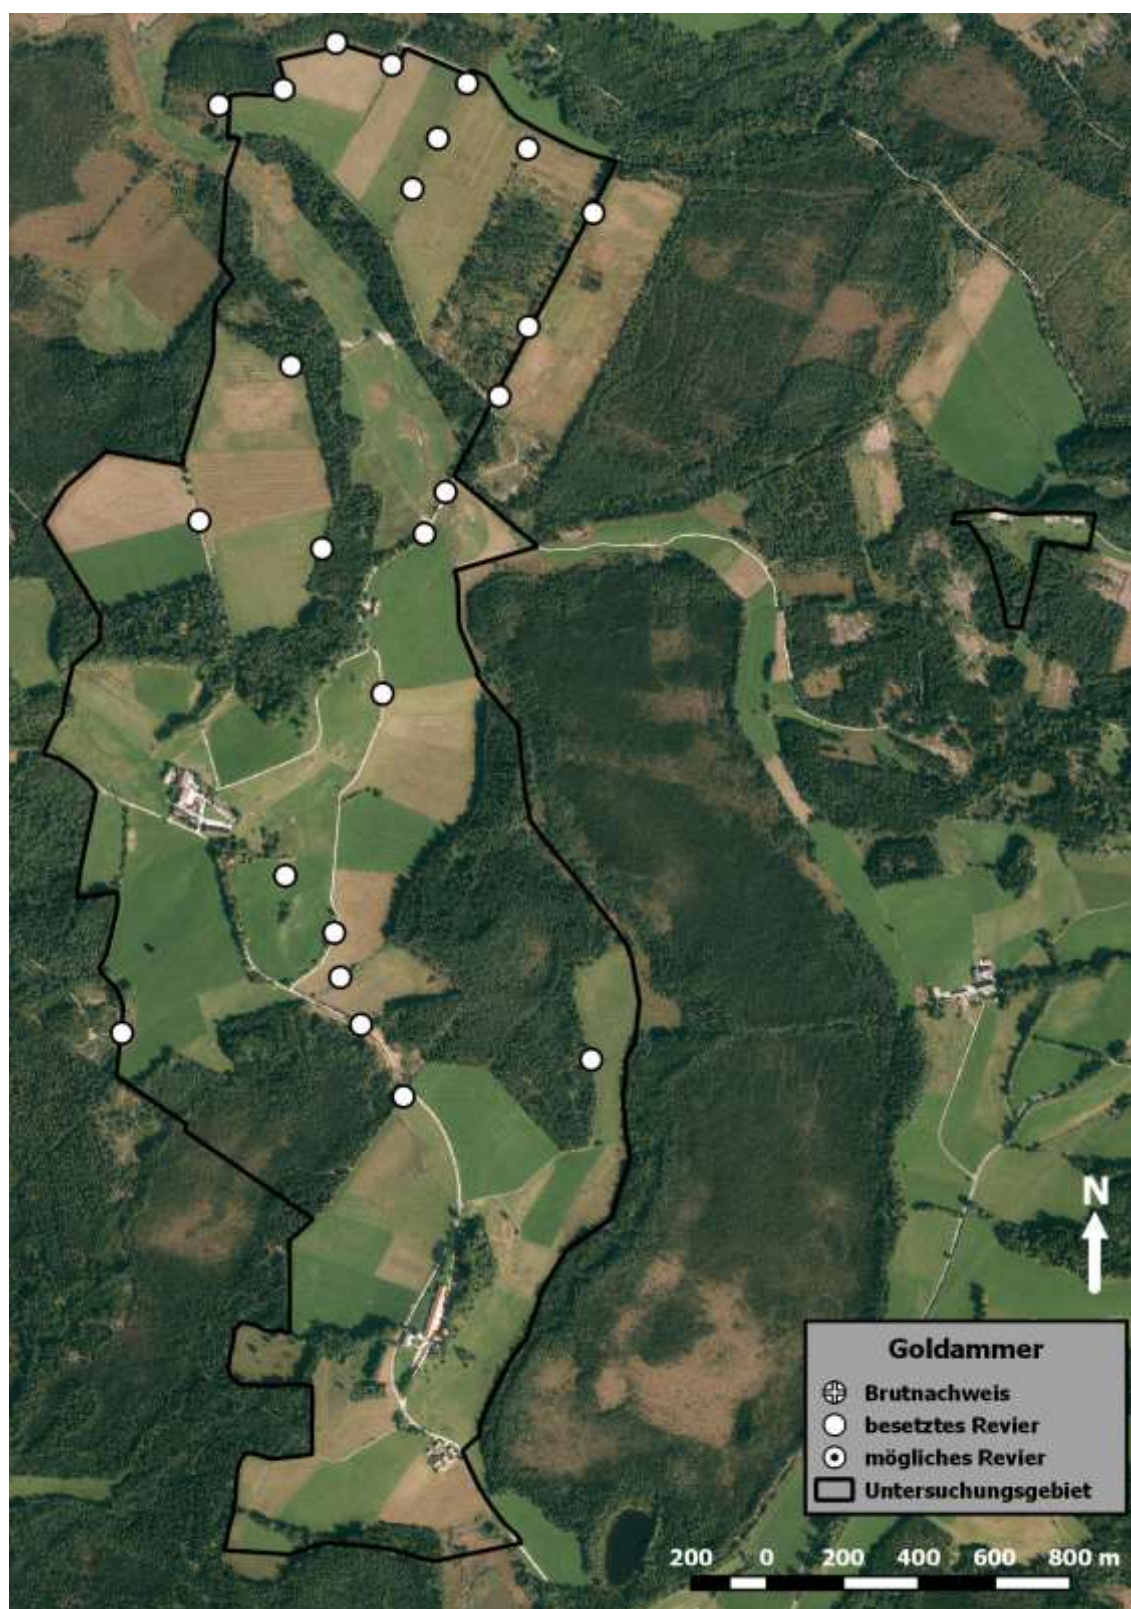 N
Goldammer
Brutnachweis
besetztes Revier
mögliches Revier
Untersuchungsgebiet
200 0 200 400 600 800 m